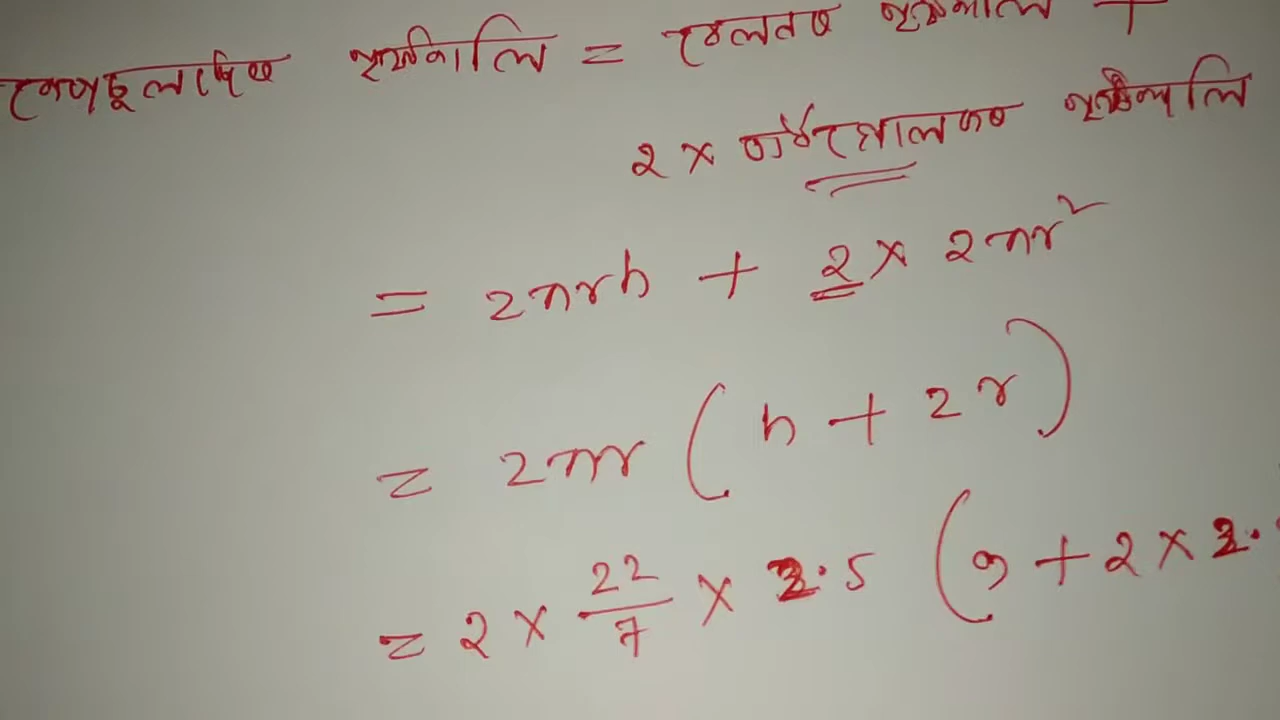 কেপচুলটোৰ পৃষ্ঠকালি = বেলনৰ পৃষ্ঠকালি +
2 × অৰ্ধগোলকৰ পৃষ্ঠকালি
= 2πrh + 2 × 2πr²
= 2πr ( h + 2r )
= 2 × 22/7 × 2.5 ( 9 + 2 × 2.